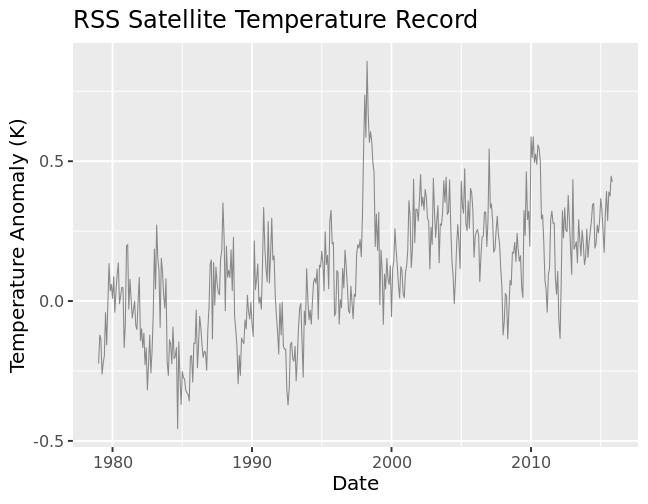 RSS Satellite Temperature Record
Temperature Anomaly (K)
0.5
0.0
-0.5
1980 1990 2000 2010
Date